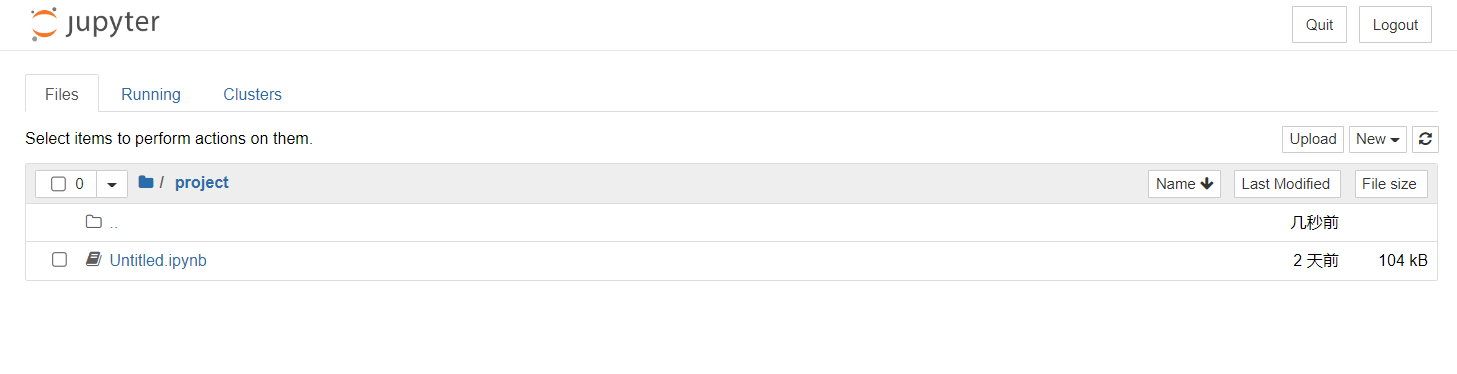 jupyter Quit Logout
Files Running Clusters
Select items to perform actions on them. Upload New
0 / project Name Last Modified File size
.. 几秒前
Untitled.ipynb 2 天前 104 kB